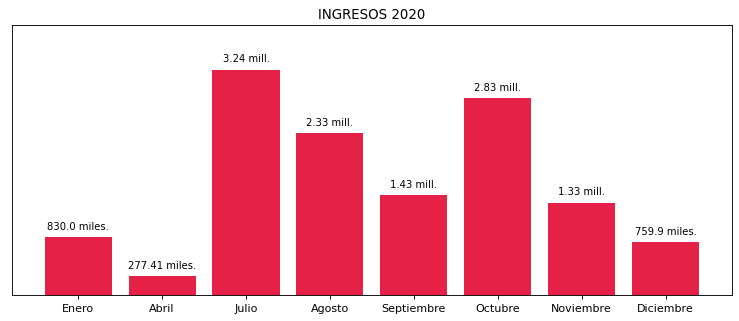 INGRESOS 2020
3.24 mill.
2.83 mill.
2.33 mill.
1.43 mill.
1.33 mill.
830.0 miles.
759.9 miles.
277.41 miles.
Enero Abril Julio Agosto Septiembre Octubre Noviembre Diciembre